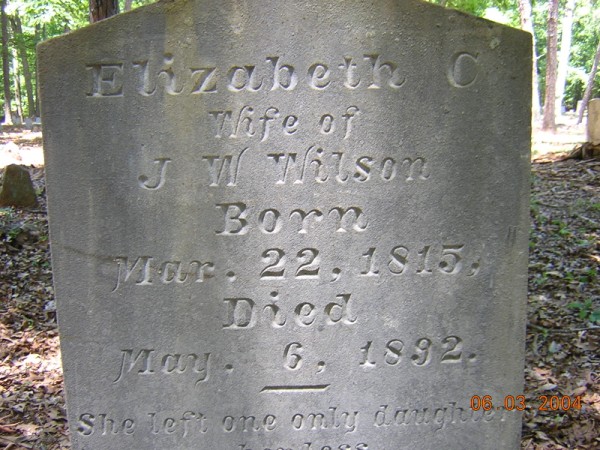 Elizabeth C
Wife of
J W Wilson
Born
Mar. 22, 1815,
Died
May. 6, 1892.
She left one only daughter
06 03 2004